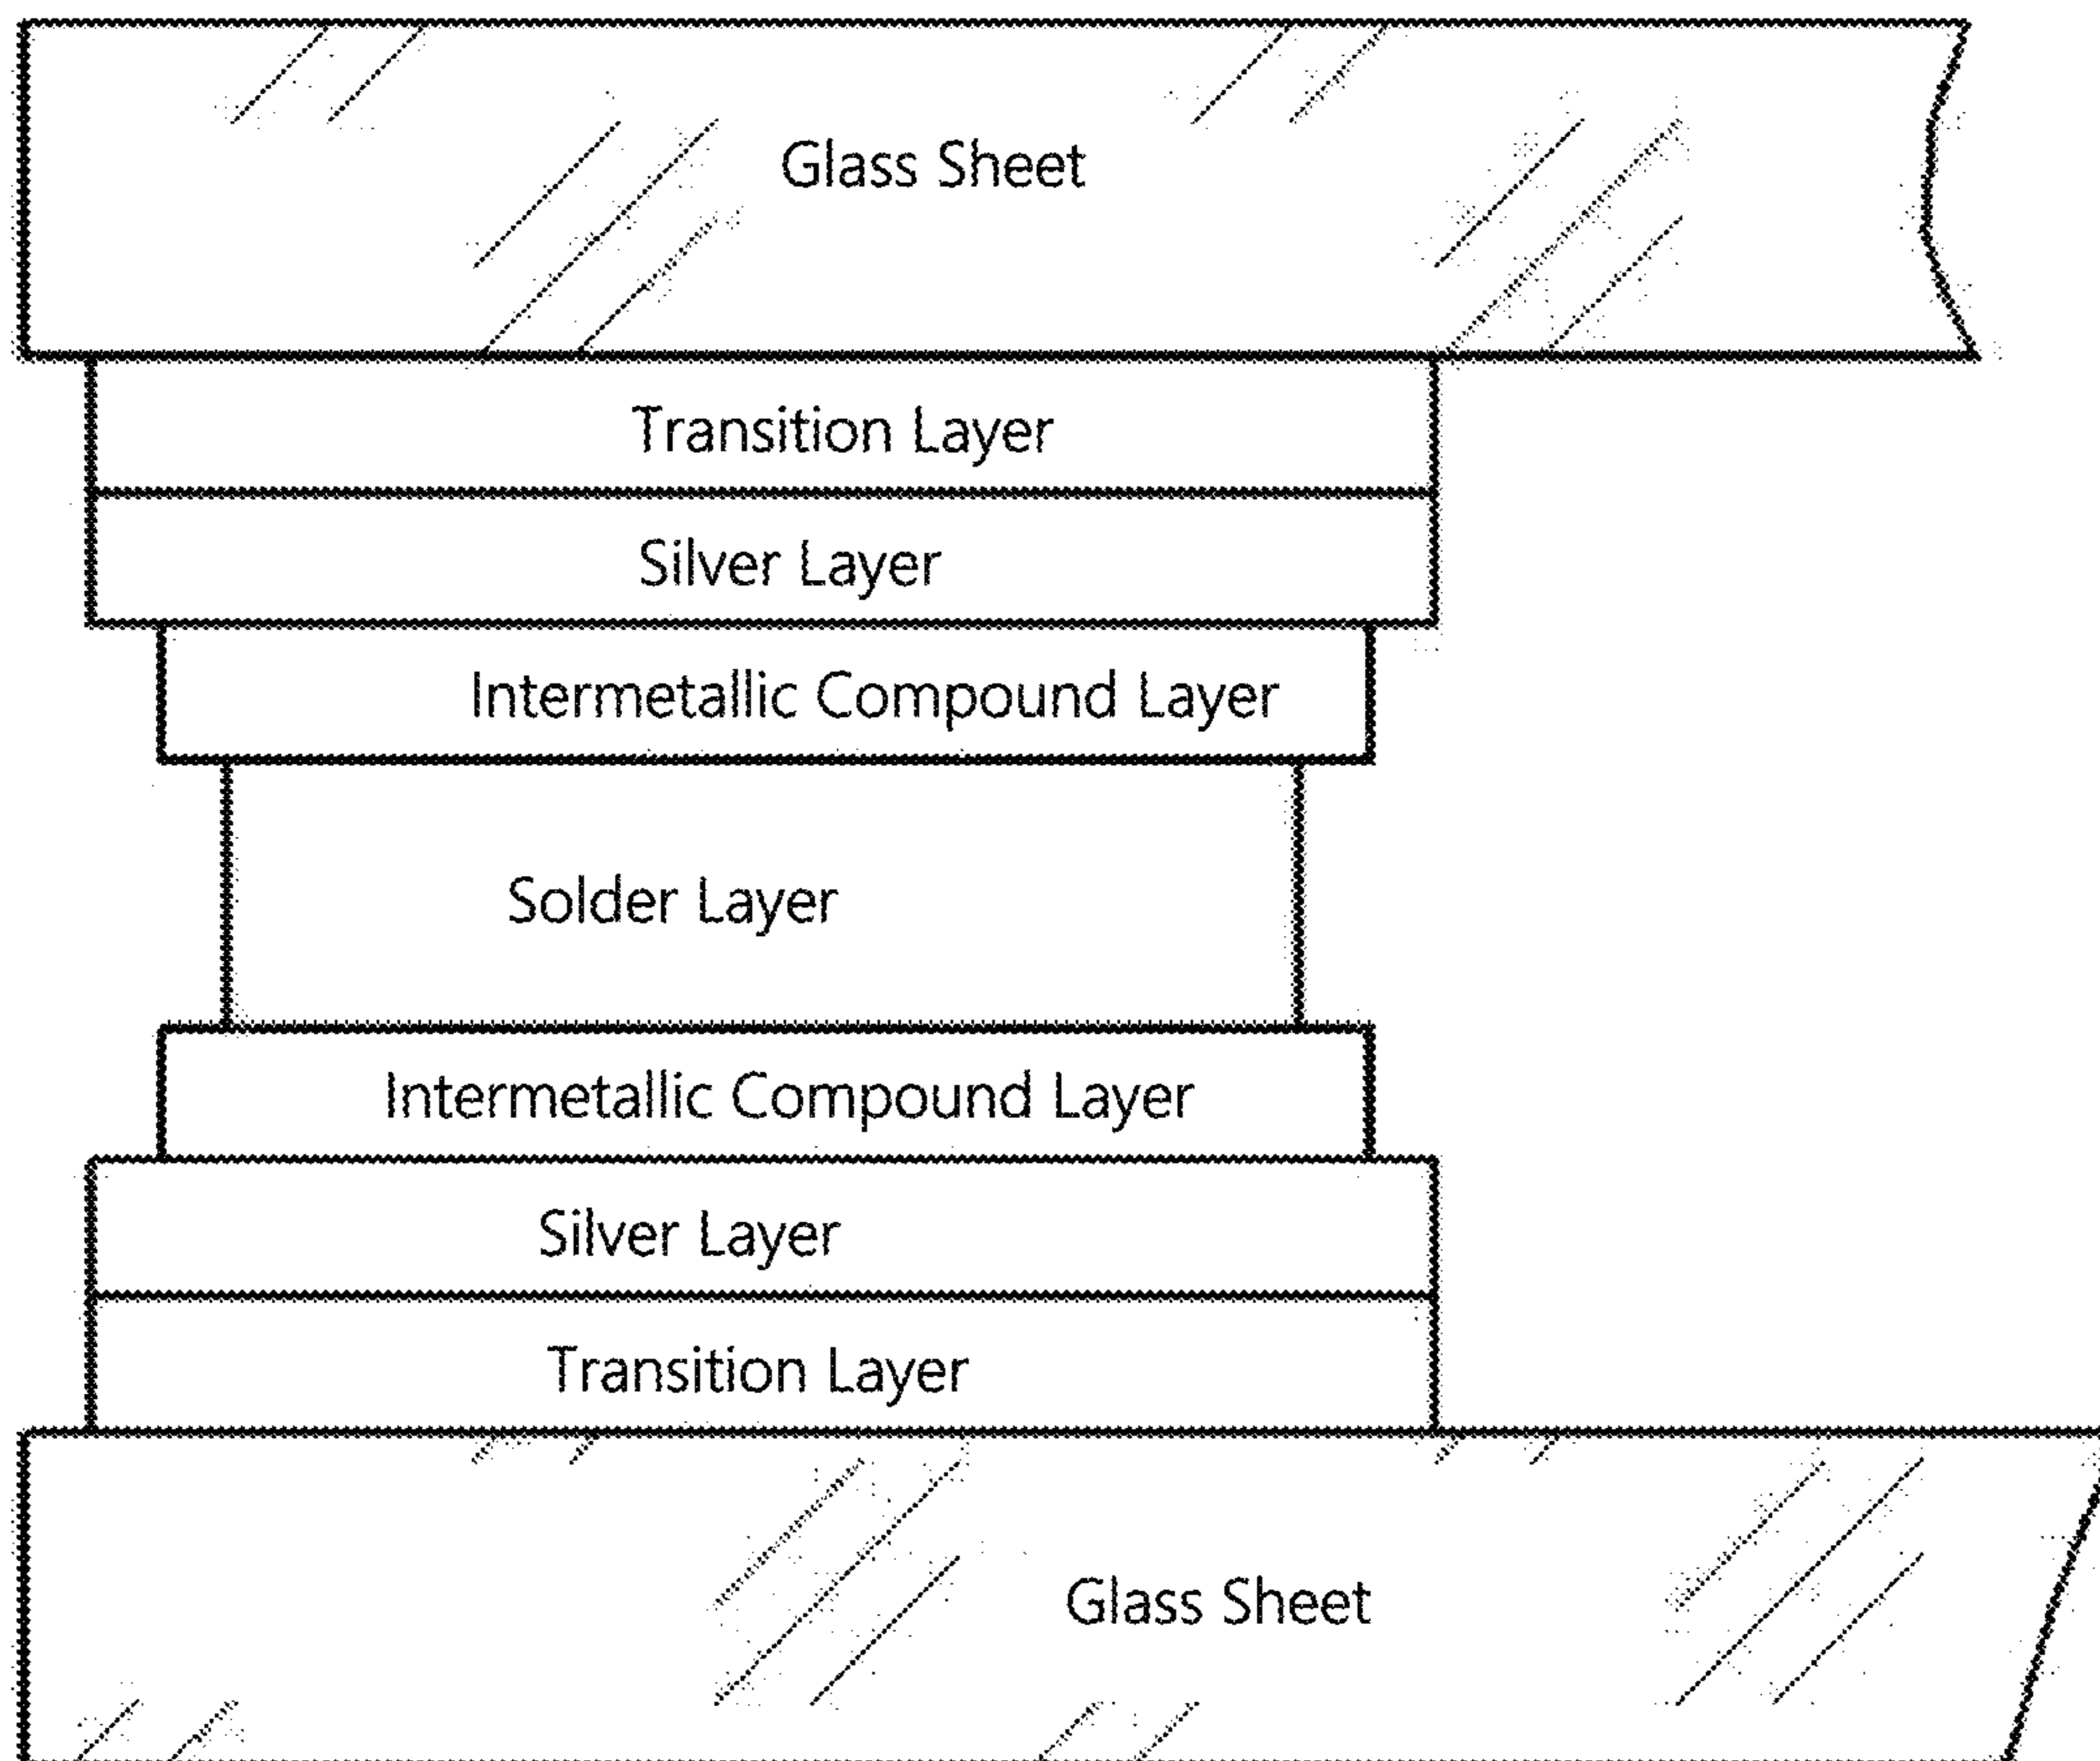 Glass Sheet
Transition Layer
Silver Layer
Intermetallic Compound Layer
Solder Layer
Intermetallic Compound Layer
Silver Layer
Transition Layer
Glass Sheet